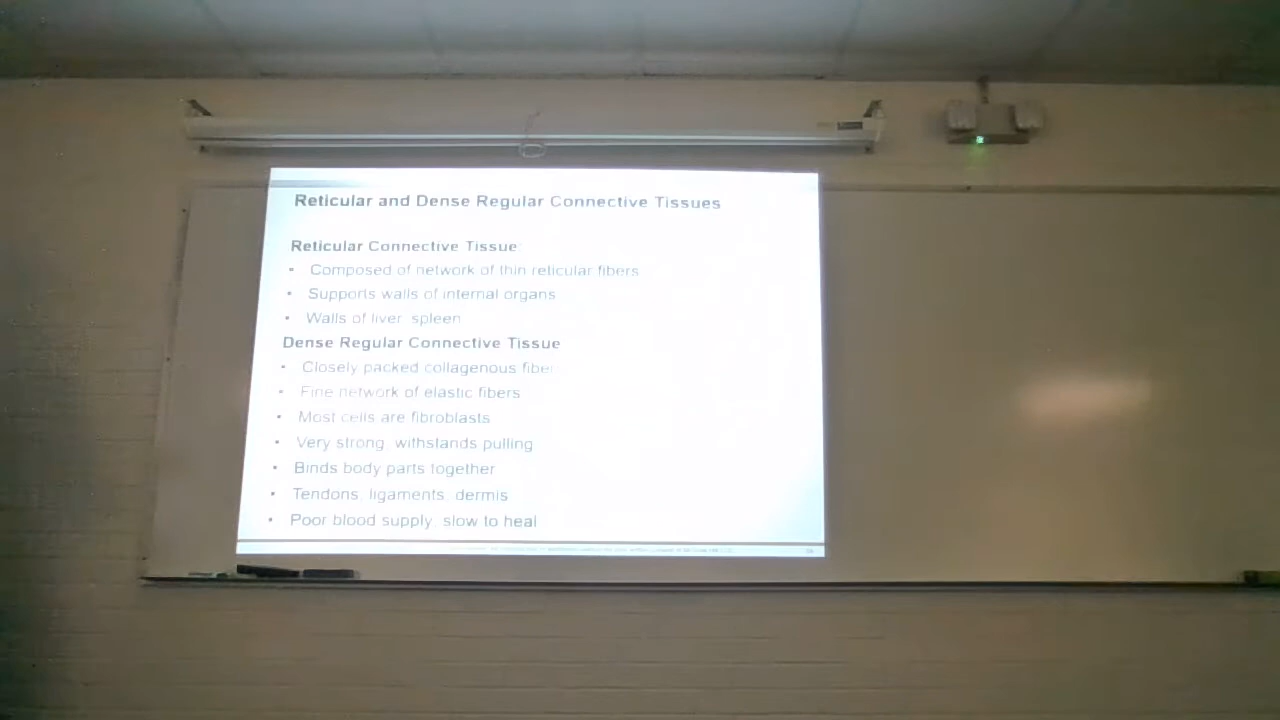 Reticular and Dense Regular Connective Tissues
Reticular Connective Tissue
• Composed of network of thin reticular fibers
• Supports walls of internal organs
• Walls of liver, spleen
Dense Regular Connective Tissue
• Closely packed collagenous fiber
• Fine network of elastic fibers
• Most cells are fibroblasts
• Very strong, withstands pulling
• Binds body parts together
• Tendons, ligaments, dermis
• Poor blood supply, slow to heal